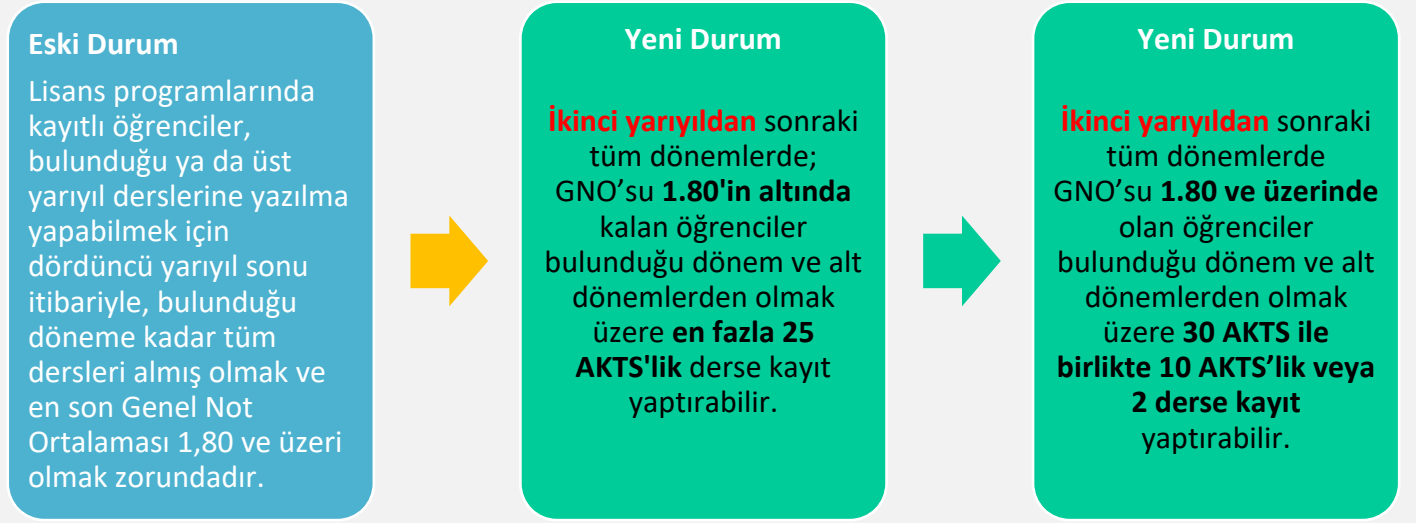 Eski Durum
Lisans programlarında
kayıtlı öğrenciler,
bulunduğu ya da üst
yarıyıl derslerine yazılma
yapabilmek için
dördüncü yarıyıl sonu
itibariyle, bulunduğu
döneme kadar tüm
dersleri almış olmak ve
en son Genel Not
Ortalaması 1,80 ve üzeri
olmak zorundadır.
Yeni Durum
İkinci yarıyıldan sonraki
tüm dönemlerde;
GNO’su 1.80'in altında
kalan öğrenciler
bulunduğu dönem ve alt
dönemlerden olmak
üzere en fazla 25
AKTS'lik derse kayıt
yaptırabilir.
Yeni Durum
İkinci yarıyıldan sonraki
tüm dönemlerde
GNO’su 1.80 ve üzerinde
olan öğrenciler
bulunduğu dönem ve alt
dönemlerden olmak
üzere 30 AKTS ile
birlikte 10 AKTS’lik veya
2 derse kayıt
yaptırabilir.